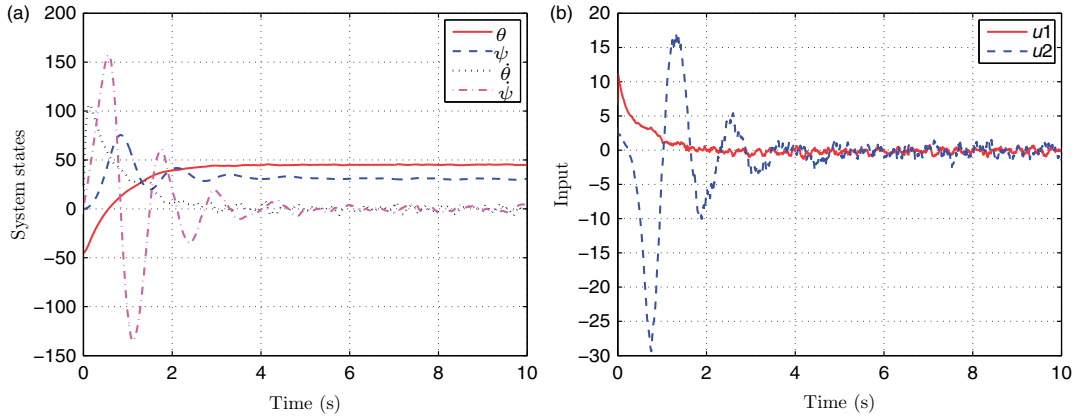 (a)
200
150
100
50
0
−50
−100
−150
0 2 4 6 8 10
System states
Time (s)
θ
ψ
θ̇
ψ̇
(b)
20
15
10
5
0
−5
−10
−15
−20
−25
−30
0 2 4 6 8 10
Input
Time (s)
u1
u2